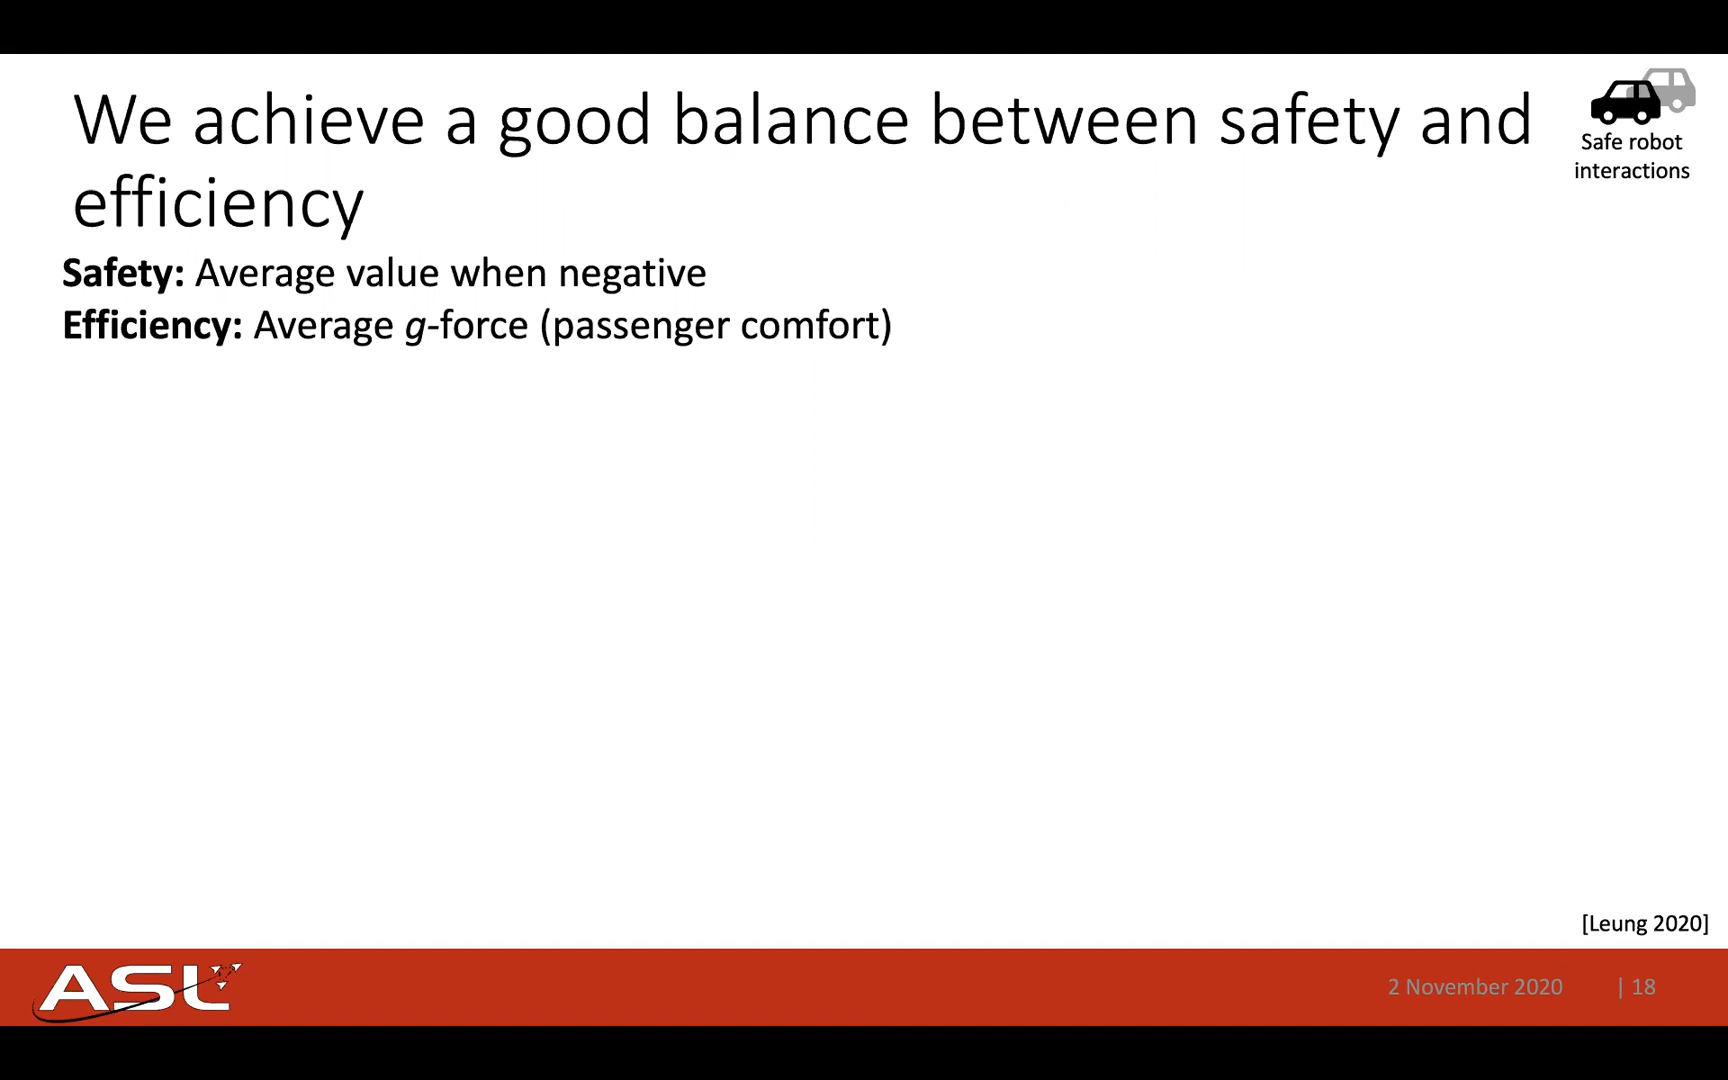 We achieve a good balance between safety and
efficiency
Safe robot
interactions
Safety: Average value when negative
Efficiency: Average g-force (passenger comfort)
[Leung 2020]
ASL
2 November 2020 | 18